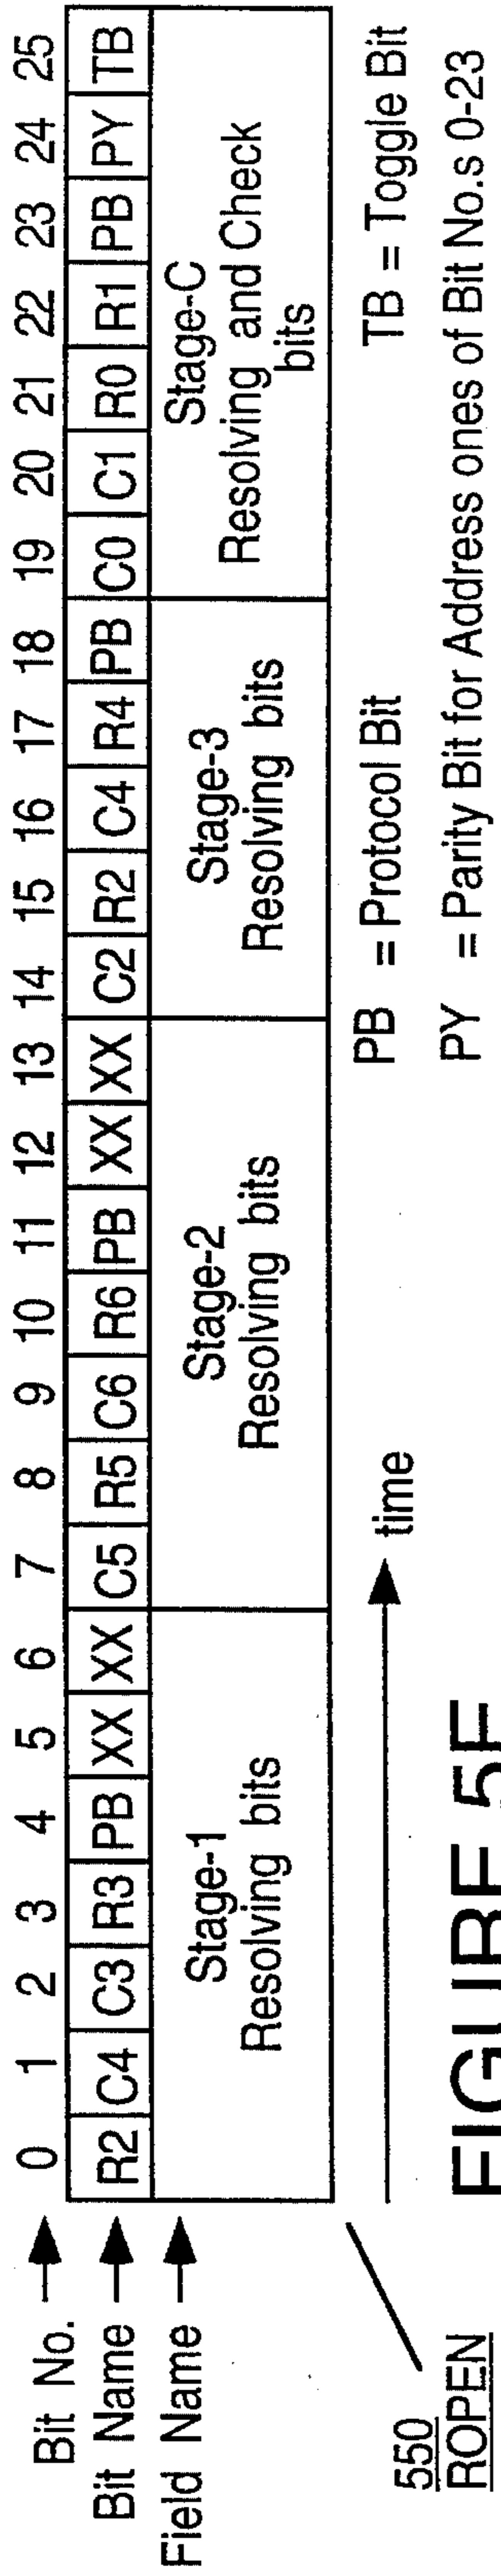 Bit No. 0 1 2 3 4 5 6 7 8 9 10 11 12 13 14 15 16 17 18 19 20 21 22 23 24 25
Bit Name R2 C4 C3 R3 PB XX XX C5 R5 C6 R6 PB XX XX C2 R2 C4 R4 PB C0 C1 R0 R1 PB PY TB
Field Name
Stage-1
Resolving bits
Stage-2
Resolving bits
Stage-3
Resolving bits
Stage-C
Resolving and Check
bits
550
ROPEN
time
PB = Protocol Bit
TB = Toggle Bit
PY = Parity Bit for Address ones of Bit No.s 0-23
FIGURE